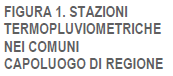 FIGURA 1. STAZIONI
TERMOPLUVIOMETRICHE
NEI COMUNI
CAPOLUOGO DI REGIONE